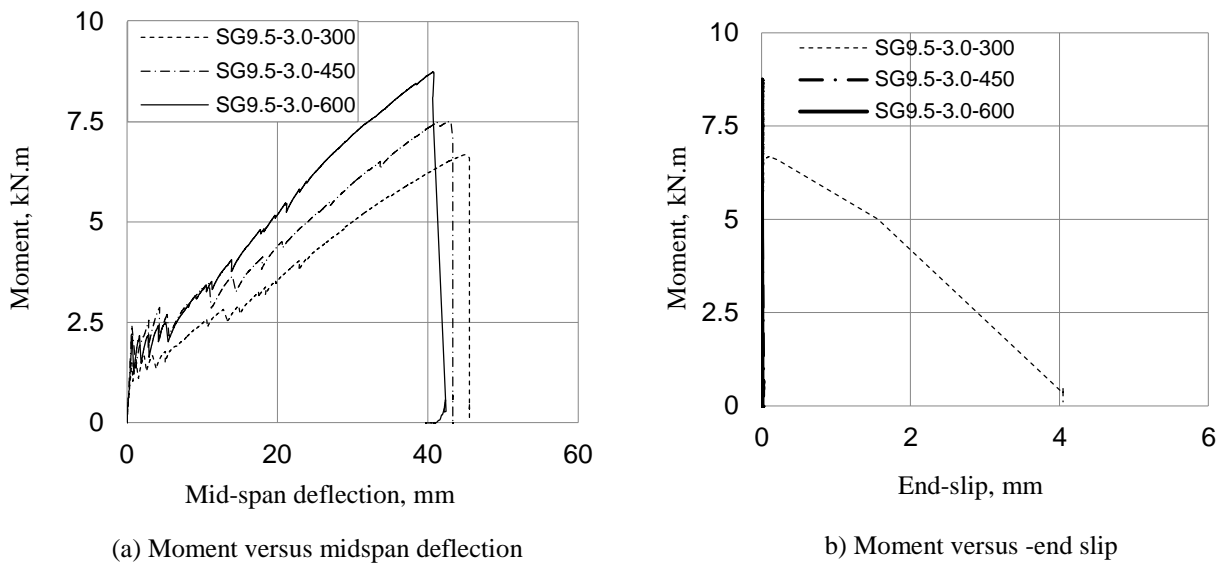 10
7.5
5
2.5
0
SG9.5-3.0-300
SG9.5-3.0-450
SG9.5-3.0-600
Moment, kN.m
0 20 40 60
Mid-span deflection, mm
(a) Moment versus midspan deflection
10
7.5
5
2.5
0
SG9.5-3.0-300
SG9.5-3.0-450
SG9.5-3.0-600
Moment, kN.m
0 2 4 6
End-slip, mm
b) Moment versus -end slip